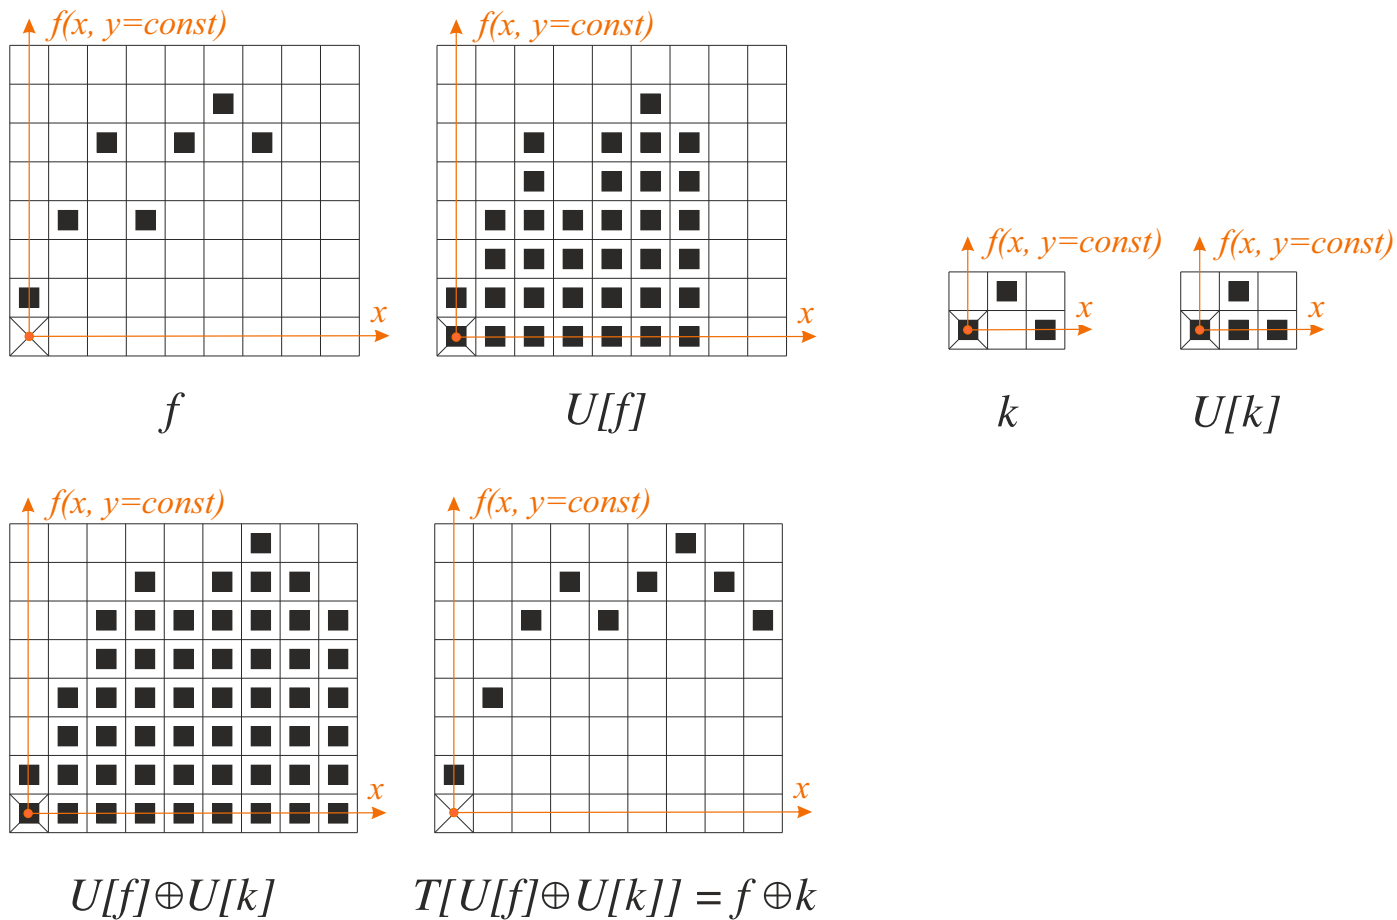 f(x, y=const)
x
f
f(x, y=const)
x
U[f]
f(x, y=const)
x
k
f(x, y=const)
x
U[k]
f(x, y=const)
x
U[f]⊕U[k]
f(x, y=const)
x
T[U[f]⊕U[k]] = f ⊕k